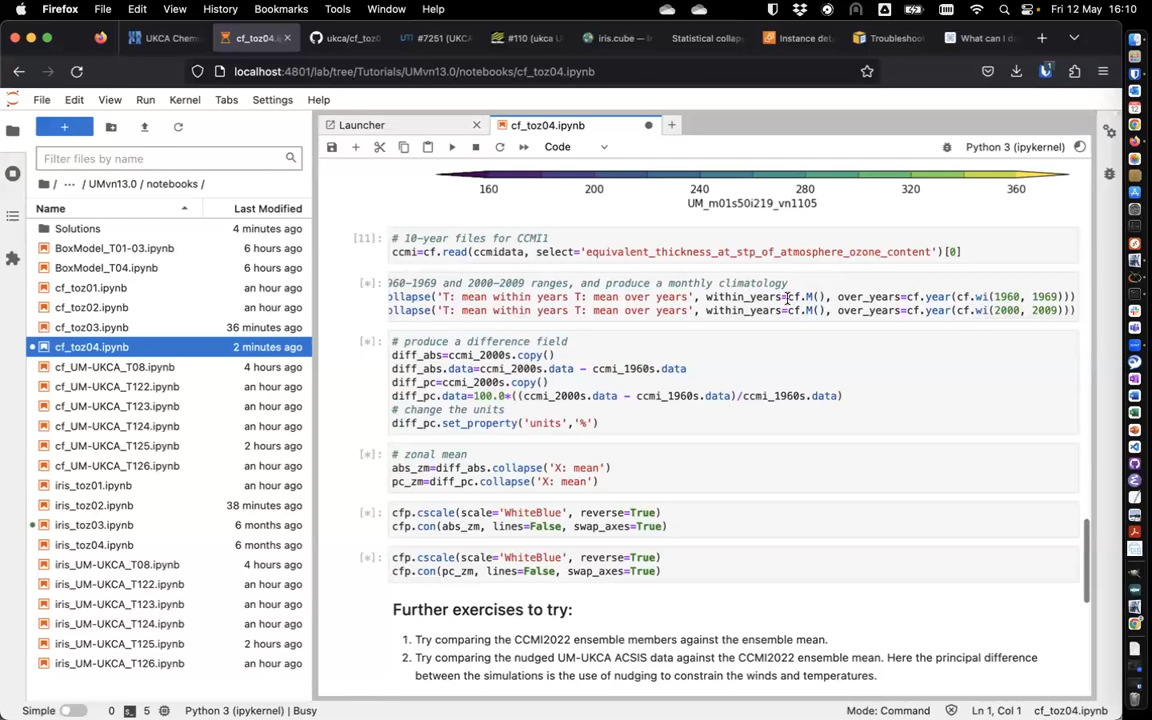 Firefox File Edit View History Bookmarks Tools Window Help Fri 12 May 16:10
UKCA Chem cf_toz04. ukca/cf_toz0 #7251 (UKC #110 (ukca U iris.cube — Statistical collap Instance det Troubleshoot What can I d
localhost:4801/lab/tree/Tutorials/UMvn13.0/notebooks/cf_toz04.ipynb
File Edit View Run Kernel Tabs Settings Help
Launcher
cf_toz04.ipynb
Filter files by name
Code
Python 3 (ipykernel)
/ ··· / UMvn13.0 / notebooks /
Name Last Modified
Solutions 4 minutes ago
BoxModel_T01-03.ipynb 6 hours ago
BoxModel_T04.ipynb 6 hours ago
cf_toz01.ipynb an hour ago
cf_toz02.ipynb an hour ago
cf_toz03.ipynb 36 minutes ago
cf_toz04.ipynb 2 minutes ago
cf_UM-UKCA_T08.ipynb 4 hours ago
cf_UM-UKCA_T122.ipynb an hour ago
cf_UM-UKCA_T123.ipynb an hour ago
cf_UM-UKCA_T124.ipynb an hour ago
cf_UM-UKCA_T125.ipynb 2 hours ago
cf_UM-UKCA_T126.ipynb an hour ago
iris_toz01.ipynb an hour ago
iris_toz02.ipynb 38 minutes ago
iris_toz03.ipynb 6 months ago
iris_toz04.ipynb 6 months ago
iris_UM-UKCA_T08.ipynb 4 hours ago
iris_UM-UKCA_T122.ipynb an hour ago
iris_UM-UKCA_T123.ipynb an hour ago
iris_UM-UKCA_T124.ipynb an hour ago
iris_UM-UKCA_T125.ipynb 2 hours ago
iris_UM-UKCA_T126.ipynb an hour ago
160 200 240 280 320 360
UM_m01s50i219_vn1105
[11]: # 10-year files for CCMI1
ccmi=cf.read(ccmidata, select='equivalent_thickness_at_stp_of_atmosphere_ozone_content')[0]
[*]: 960-1969 and 2000-2009 ranges, and produce a monthly climatology
ollapse('T: mean within years T: mean over years', within_years=cf.M(), over_years=cf.year(cf.wi(1960, 1969)))
ollapse('T: mean within years T: mean over years', within_years=cf.M(), over_years=cf.year(cf.wi(2000, 2009)))
[*]: # produce a difference field
diff_abs=ccmi_2000s.copy()
diff_abs.data=ccmi_2000s.data - ccmi_1960s.data
diff_pc=ccmi_2000s.copy()
diff_pc.data=100.0*((ccmi_2000s.data - ccmi_1960s.data)/ccmi_1960s.data)
# change the units
diff_pc.set_property('units','%')
[*]: # zonal mean
abs_zm=diff_abs.collapse('X: mean')
pc_zm=diff_pc.collapse('X: mean')
[*]: cfp.cscale(scale='WhiteBlue', reverse=True)
cfp.con(abs_zm, lines=False, swap_axes=True)
[*]: cfp.cscale(scale='WhiteBlue', reverse=True)
cfp.con(pc_zm, lines=False, swap_axes=True)
Further exercises to try:
1. Try comparing the CCMI2022 ensemble members against the ensemble mean.
2. Try comparing the nudged UM-UKCA ACSIS data against the CCMI2022 ensemble mean. Here the principal difference
between the simulations is the use of nudging to constrain the winds and temperatures.
Simple 0 5 Python 3 (ipykernel) | Busy Mode: Command Ln 1, Col 1 cf_toz04.ipynb